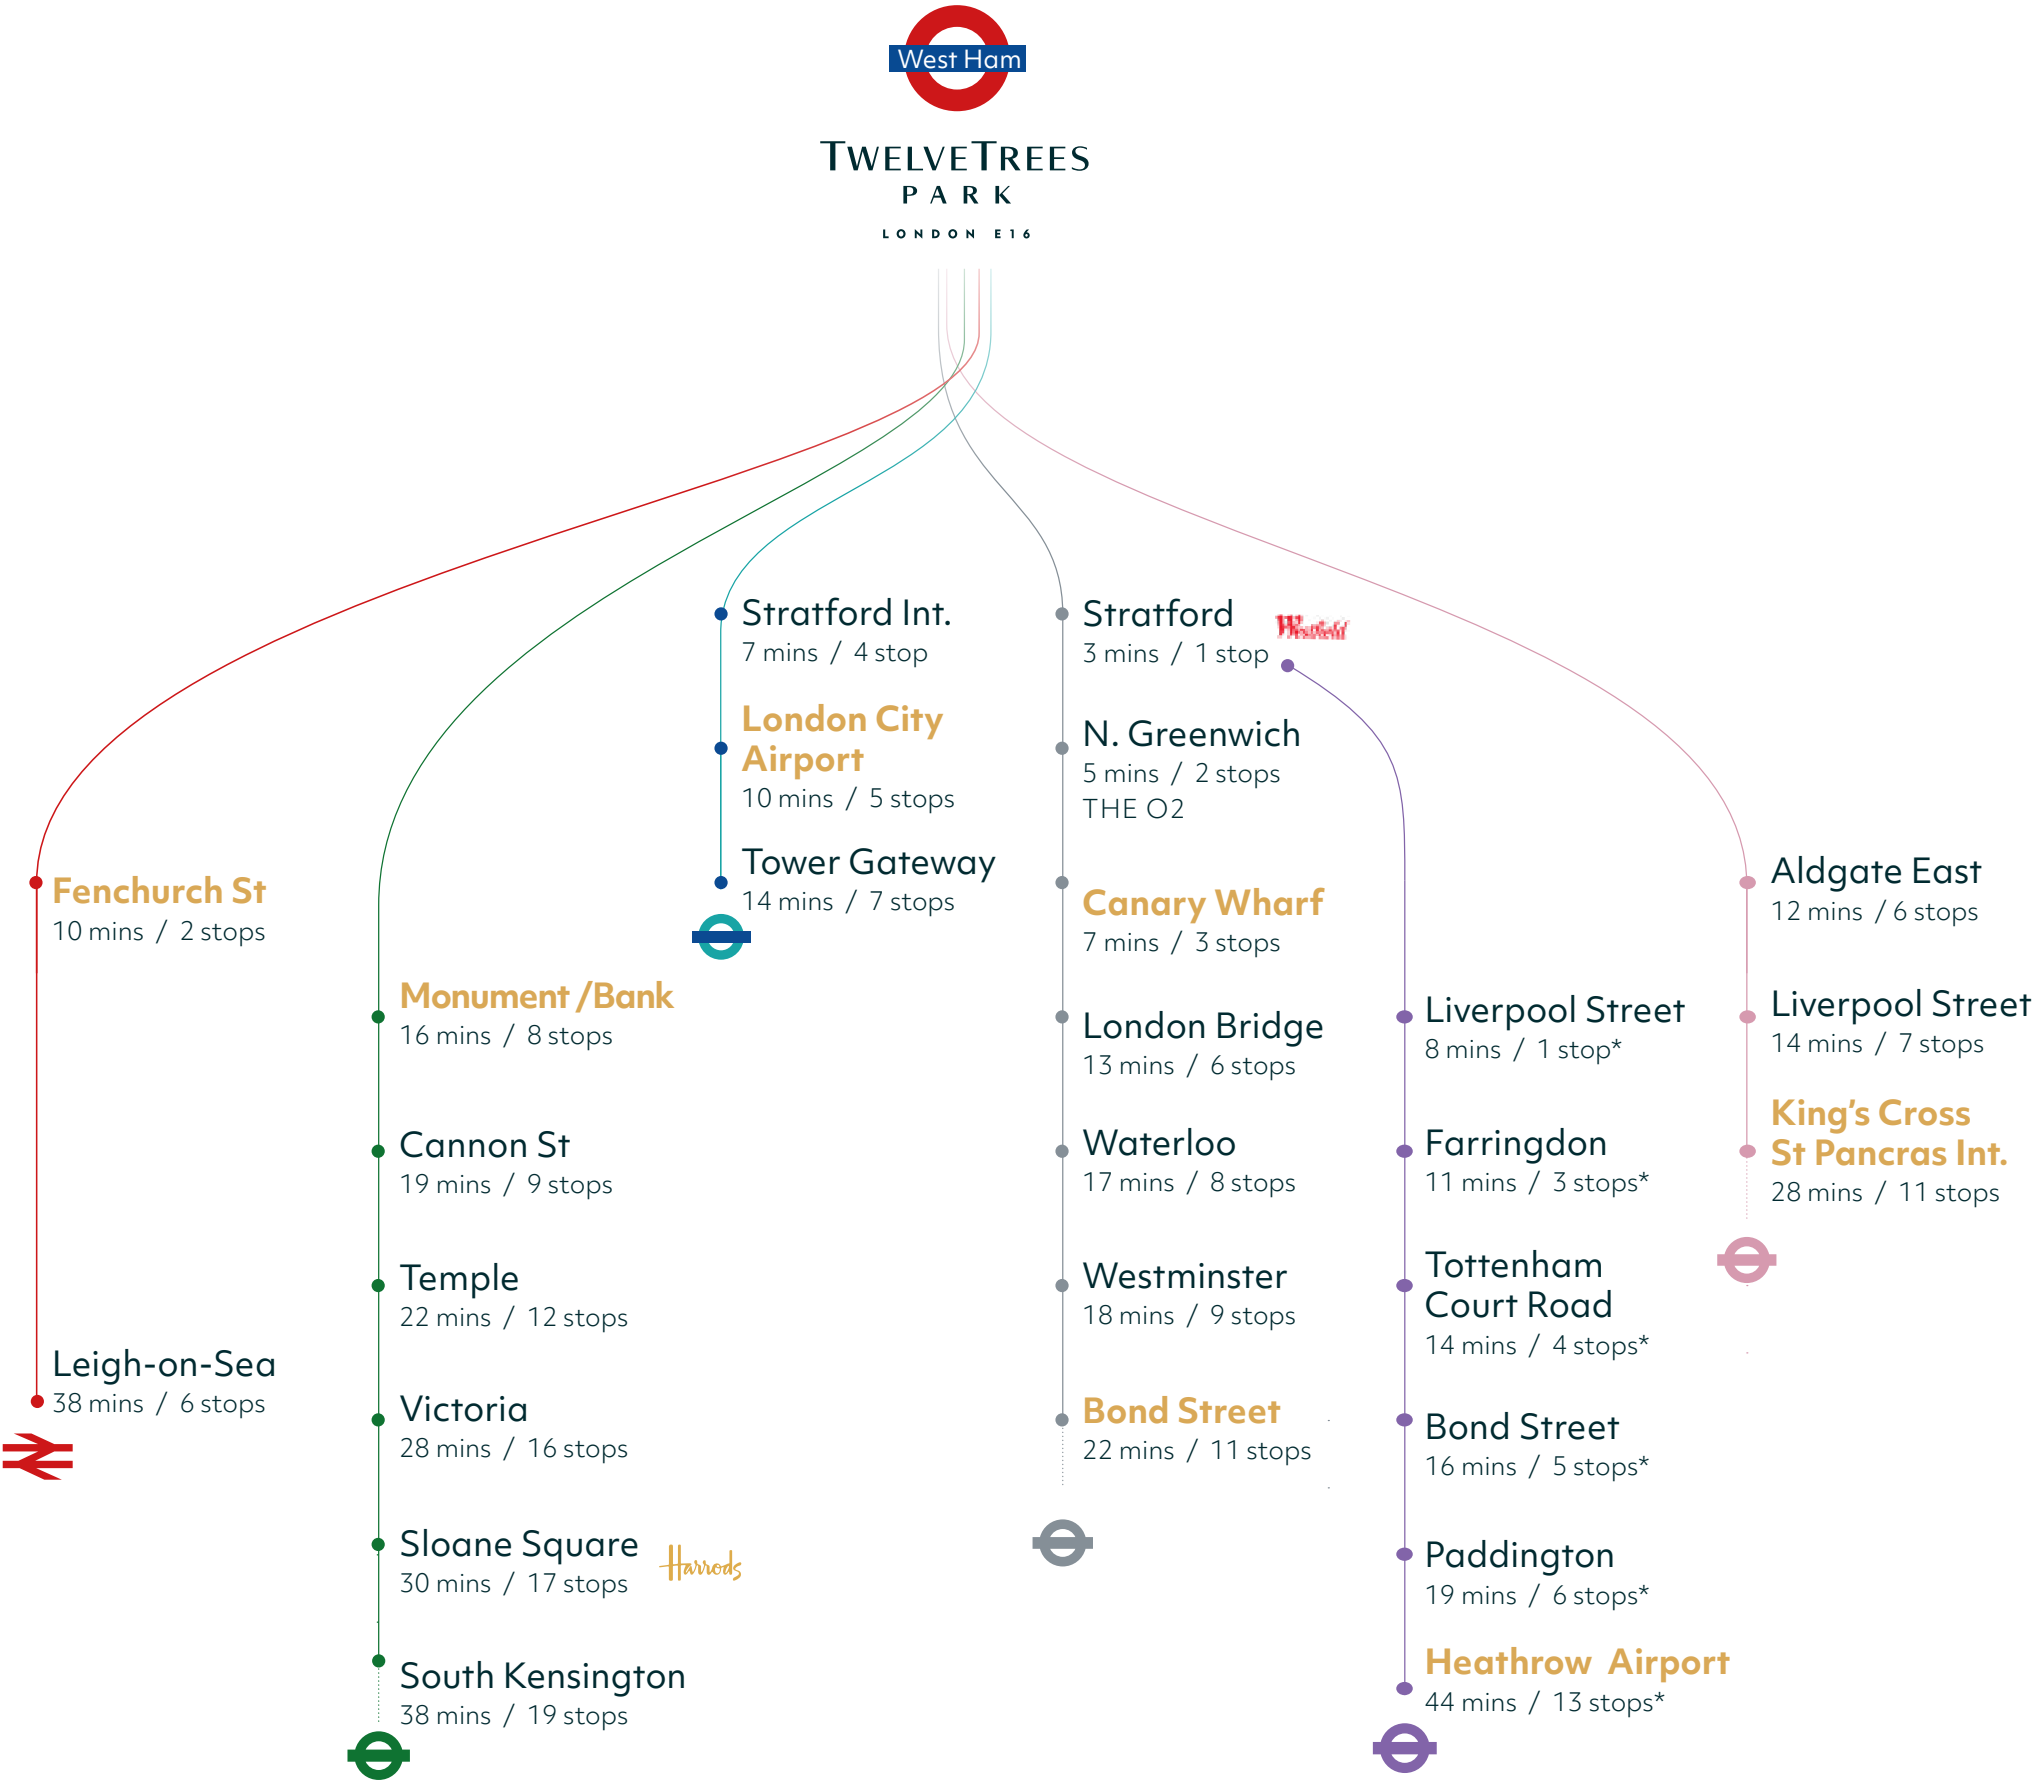 West Ham
TWELVETREES
PARK
LONDON E16
Fenchurch St
10 mins / 2 stops
Leigh-on-Sea
38 mins / 6 stops
Monument /Bank
16 mins / 8 stops
Cannon St
19 mins / 9 stops
Temple
22 mins / 12 stops
Victoria
28 mins / 16 stops
Sloane Square
30 mins / 17 stops
Harrods
South Kensington
38 mins / 19 stops
Stratford Int.
7 mins / 4 stop
London City
Airport
10 mins / 5 stops
Tower Gateway
14 mins / 7 stops
Stratford
3 mins / 1 stop
Westfield
N. Greenwich
5 mins / 2 stops
THE O2
Canary Wharf
7 mins / 3 stops
London Bridge
13 mins / 6 stops
Waterloo
17 mins / 8 stops
Westminster
18 mins / 9 stops
Bond Street
22 mins / 11 stops
Liverpool Street
8 mins / 1 stop*
Farringdon
11 mins / 3 stops*
Tottenham
Court Road
14 mins / 4 stops*
Bond Street
16 mins / 5 stops*
Paddington
19 mins / 6 stops*
Heathrow Airport
44 mins / 13 stops*
Aldgate East
12 mins / 6 stops
Liverpool Street
14 mins / 7 stops
King's Cross
St Pancras Int.
28 mins / 11 stops